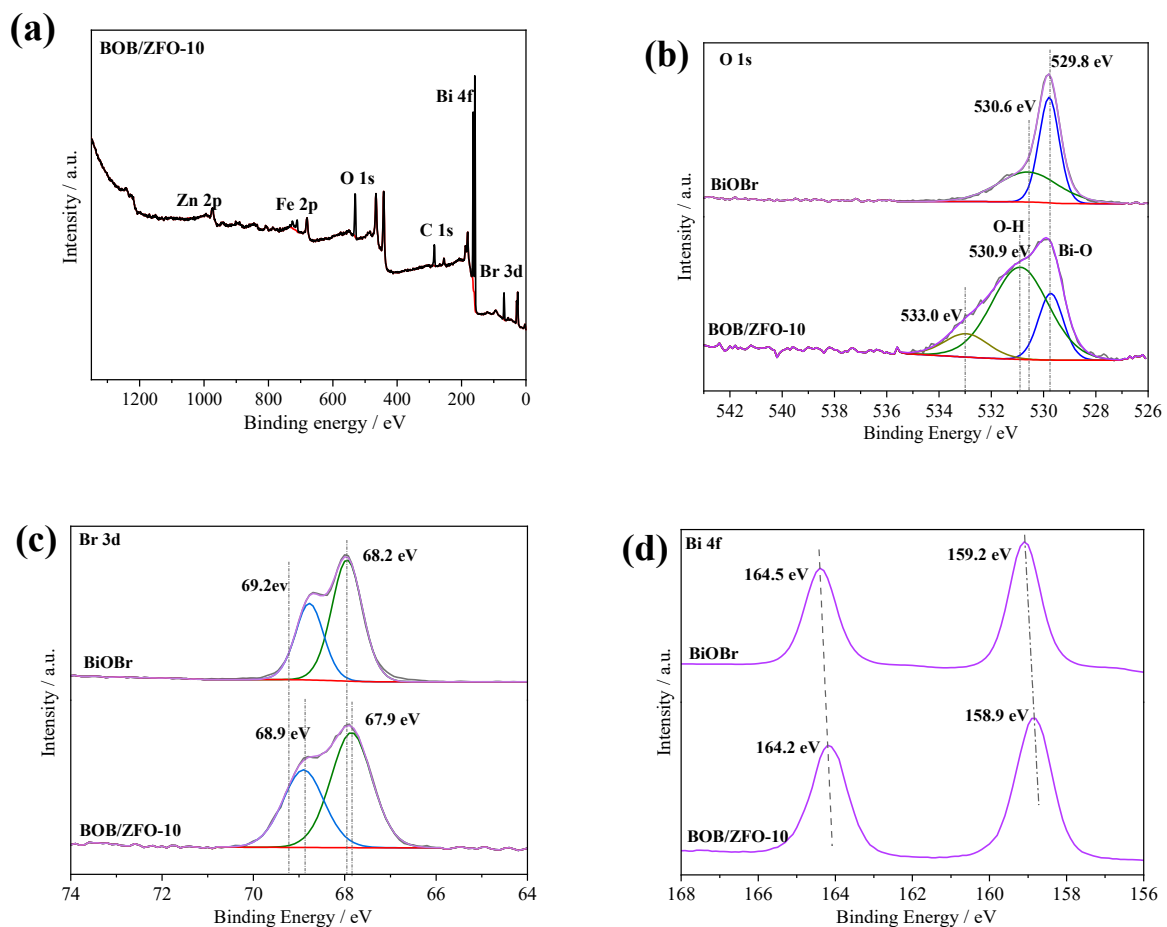 (a)
BOB/ZFO-10
Bi 4f
O 1s
Zn 2p
Fe 2p
C 1s
Br 3d
Intensity / a.u.
1200 1000 800 600 400 200 0
Binding energy / eV
(b)
O 1s
529.8 eV
530.6 eV
BiOBr
O-H
530.9 eV
Bi-O
533.0 eV
BOB/ZFO-10
Intensity / a.u.
542 540 538 536 534 532 530 528 526
Binding Energy / eV
(c)
Br 3d
68.2 eV
69.2ev
BiOBr
67.9 eV
68.9 eV
BOB/ZFO-10
Intensity / a.u.
74 72 70 68 66 64
Binding Energy / eV
(d)
Bi 4f
159.2 eV
164.5 eV
BiOBr
158.9 eV
164.2 eV
BOB/ZFO-10
Intensity / a.u.
168 166 164 162 160 158 156
Binding Energy / eV